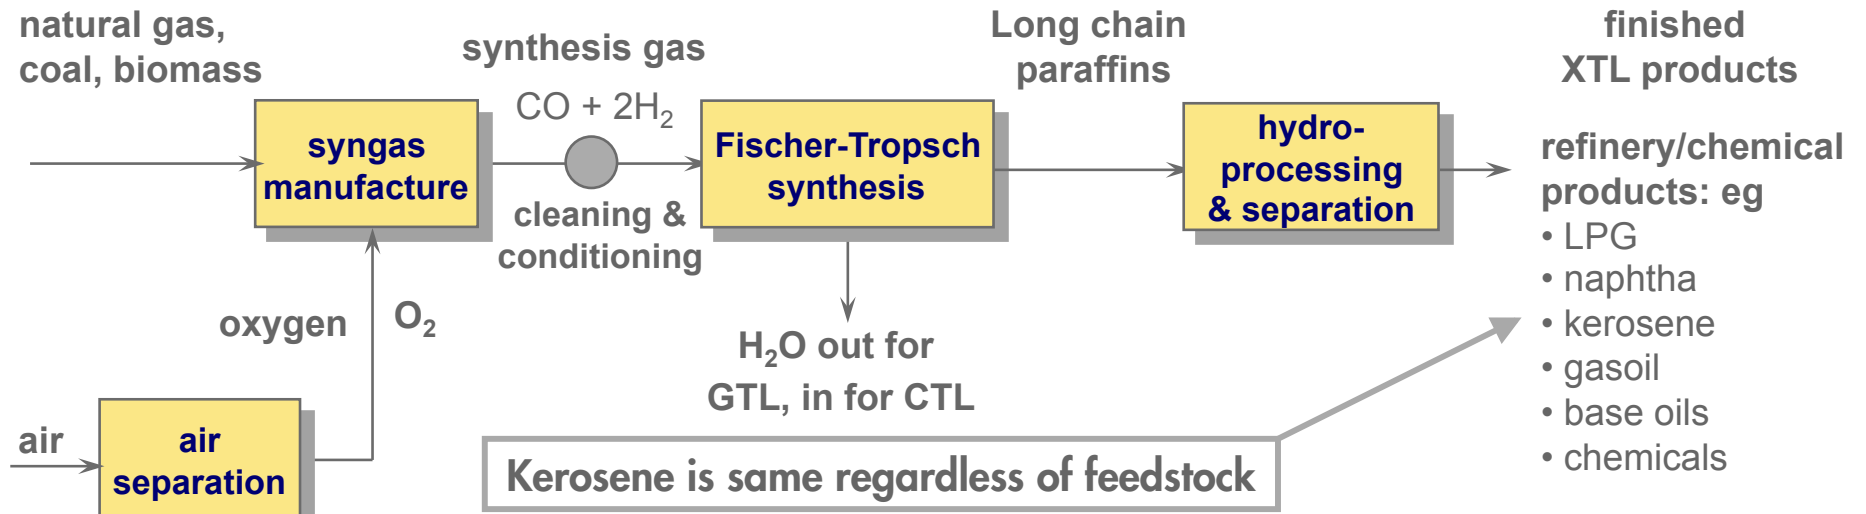 natural gas,
coal, biomass
synthesis gas
CO + 2H₂
Long chain
paraffins
finished
XTL products
syngas
manufacture
cleaning &
conditioning
Fischer-Tropsch
synthesis
hydro-
processing
& separation
refinery/chemical
products: eg
• LPG
• naphtha
• kerosene
• gasoil
• base oils
• chemicals
oxygen
O₂
H₂O out for
GTL, in for CTL
air
air
separation
Kerosene is same regardless of feedstock